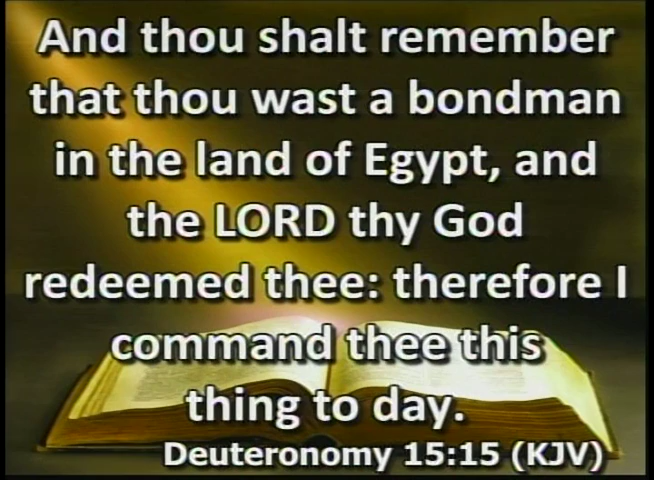 And thou shalt remember
that thou wast a bondman
in the land of Egypt, and
the LORD thy God
redeemed thee: therefore I
command thee this
thing to day.
Deuteronomy 15:15 (KJV)